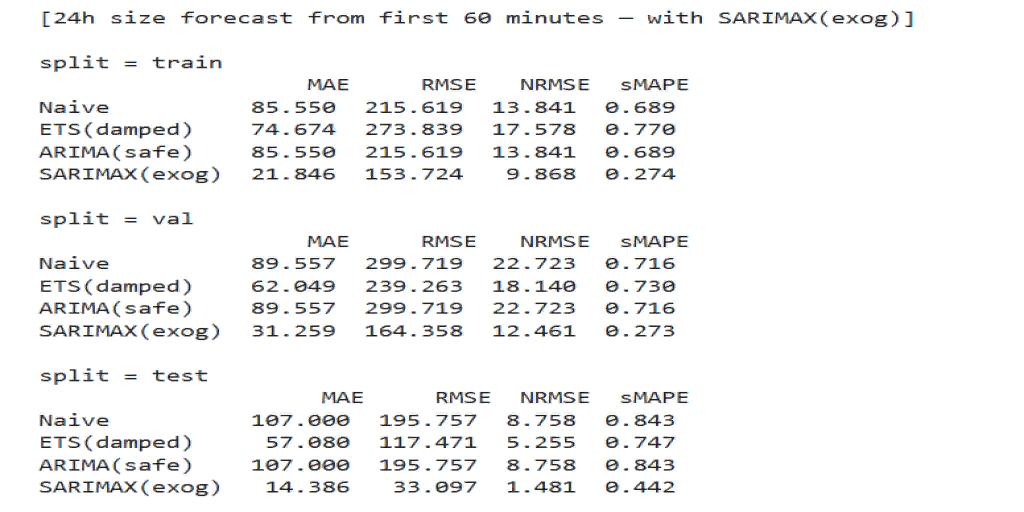 [24h size forecast from first 60 minutes — with SARIMAX(exog)]
split = train
MAE RMSE NRMSE sMAPE
Naive 85.550 215.619 13.841 0.689
ETS(damped) 74.674 273.839 17.578 0.770
ARIMA(safe) 85.550 215.619 13.841 0.689
SARIMAX(exog) 21.846 153.724 9.868 0.274
split = val
MAE RMSE NRMSE sMAPE
Naive 89.557 299.719 22.723 0.716
ETS(damped) 62.049 239.263 18.140 0.730
ARIMA(safe) 89.557 299.719 22.723 0.716
SARIMAX(exog) 31.259 164.358 12.461 0.273
split = test
MAE RMSE NRMSE sMAPE
Naive 107.000 195.757 8.758 0.843
ETS(damped) 57.080 117.471 5.255 0.747
ARIMA(safe) 107.000 195.757 8.758 0.843
SARIMAX(exog) 14.386 33.097 1.481 0.442